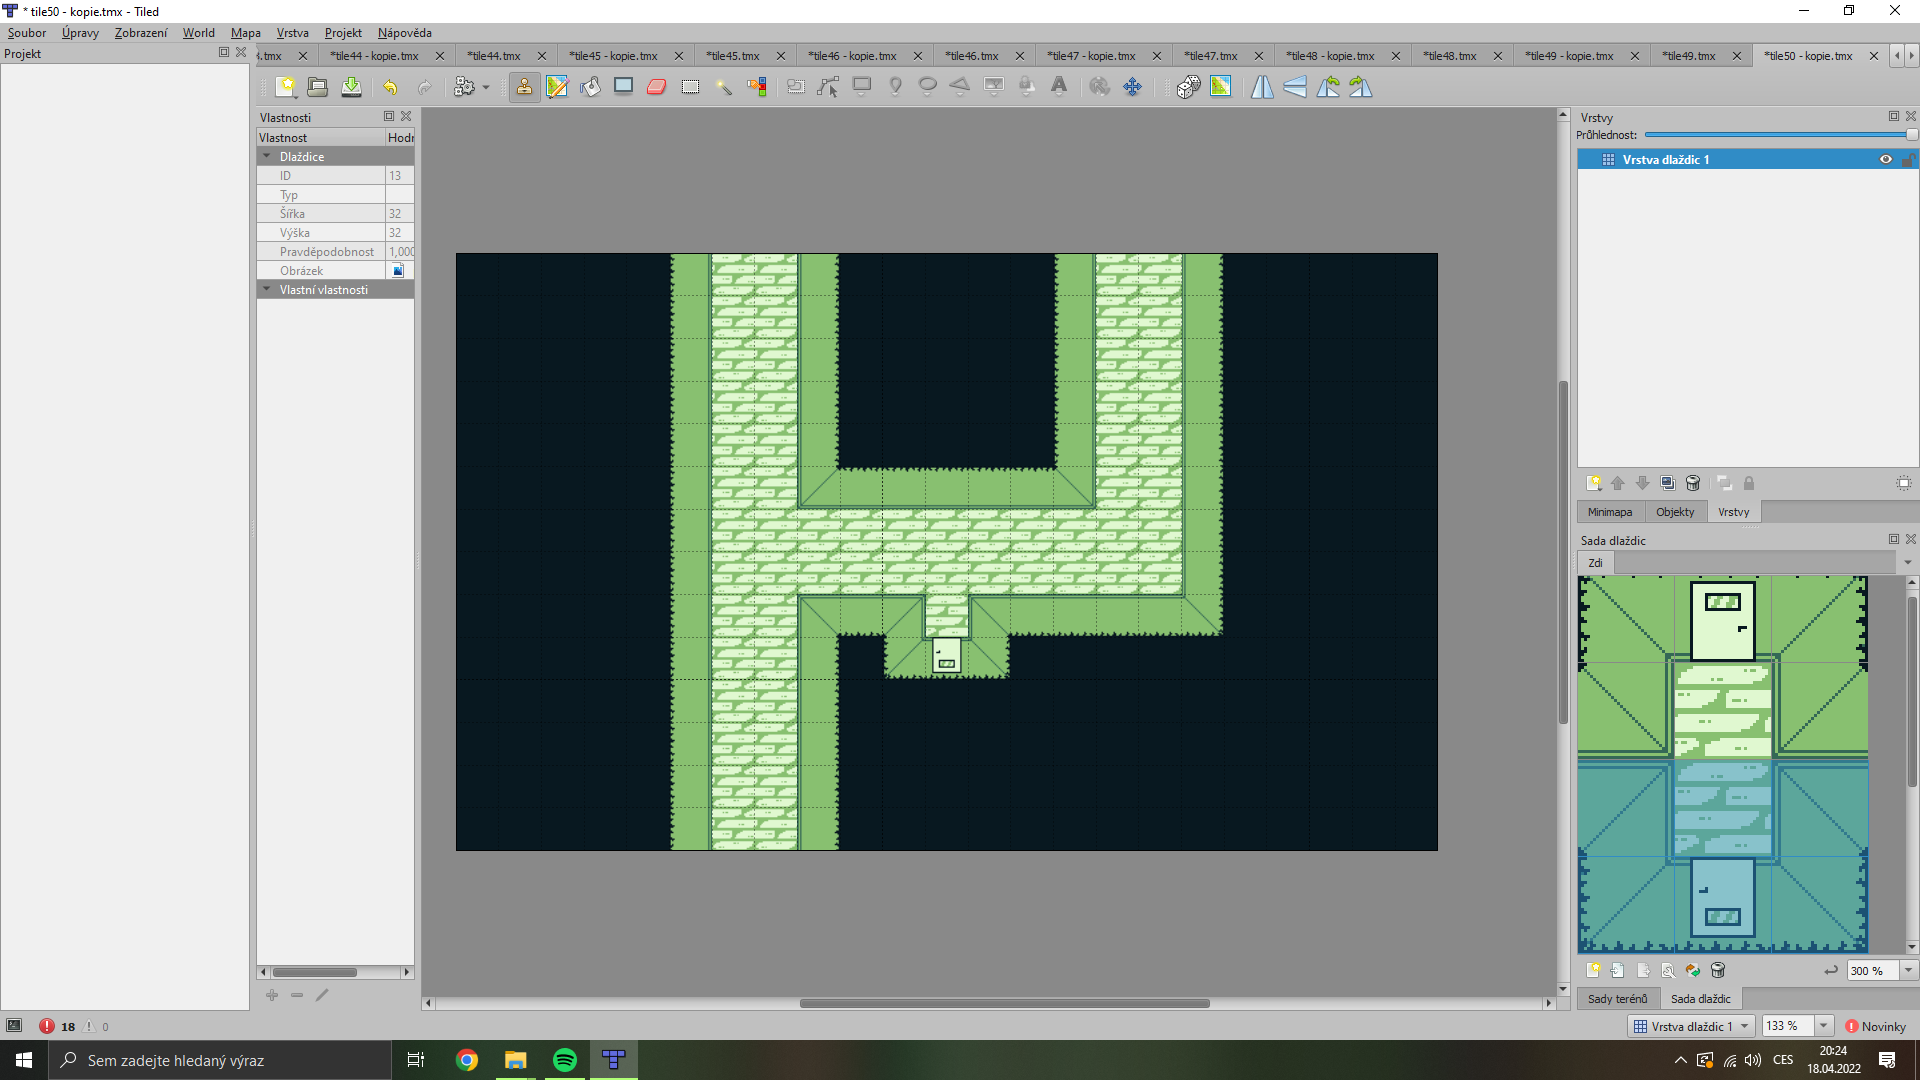 * tile50 - kopie.tmx - Tiled
Soubor Úpravy Zobrazení World Mapa Vrstva Projekt Nápověda
Projekt
.tmx *tile44 - kopie.tmx *tile44.tmx *tile45 - kopie.tmx *tile45.tmx *tile46 - kopie.tmx *tile46.tmx *tile47 - kopie.tmx *tile47.tmx *tile48 - kopie.tmx *tile48.tmx *tile49 - kopie.tmx *tile49.tmx *tile50 - kopie.tmx
Vlastnosti
Vlastnost Hodr
Dlaždice
ID 13
Typ
Šířka 32
Výška 32
Pravděpodobnost 1,000
Obrázek
Vlastní vlastnosti
Vrstvy
Průhlednost:
Vrstva dlaždic 1
Minimapa Objekty Vrstvy
Sada dlaždic
Zdi
300 %
Sady terénů Sada dlaždic
18 0
Vrstva dlaždic 1 133 % Novinky
Sem zadejte hledaný výraz
CES
20:24
18.04.2022